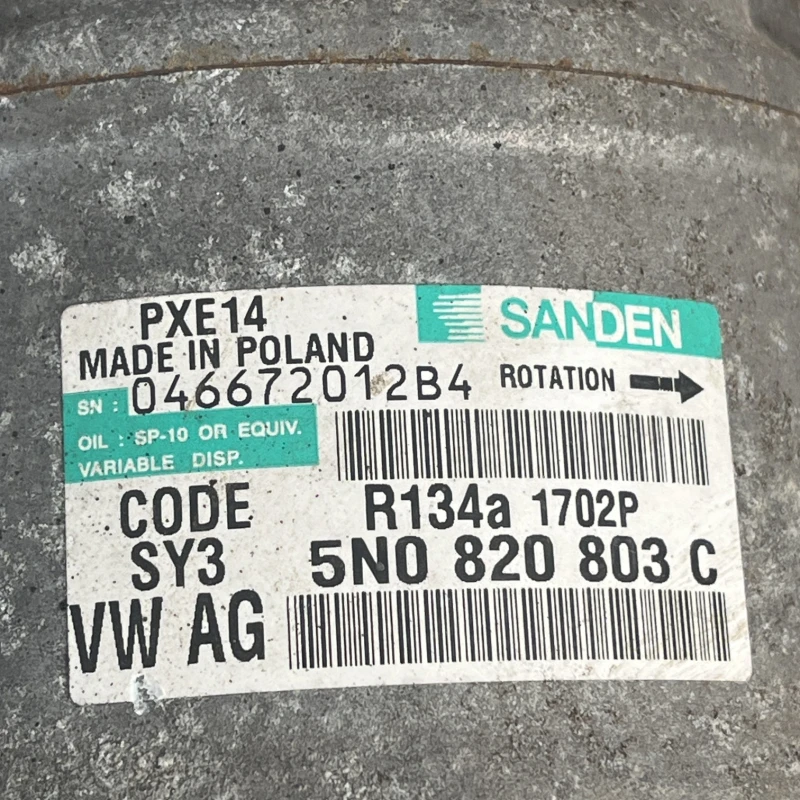 PXE14
SANDEN
MADE IN POLAND
SN : 046672012B4
ROTATION
OIL : SP-10 OR EQUIV.
VARIABLE DISP.
CODE
R134a 1702P
SY3
5N0 820 803 C
VW AG